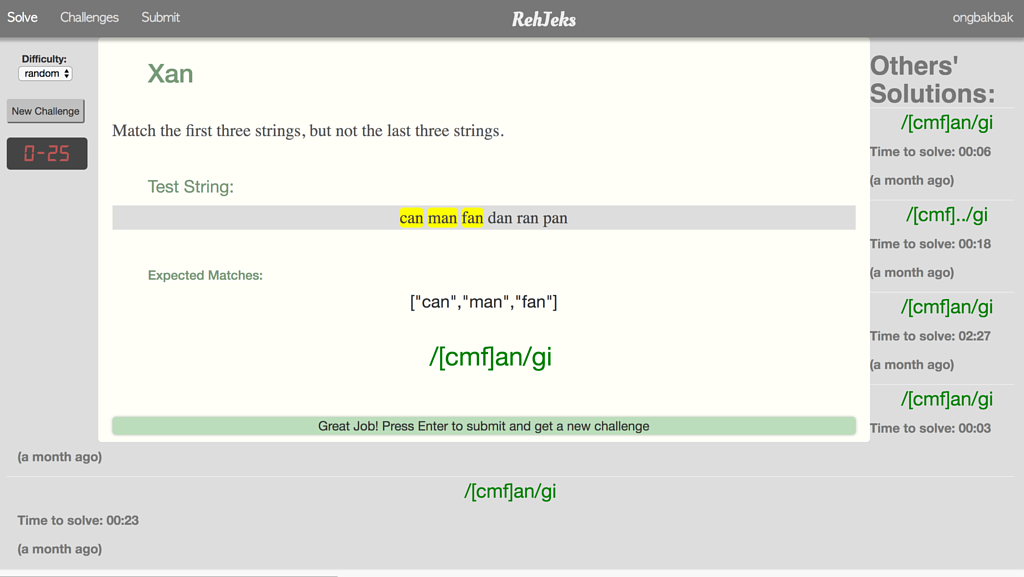 Solve Challenges Submit RehJeks ongbakbak
Difficulty:
random
New Challenge
0-25
Xan
Match the first three strings, but not the last three strings.
Test String:
can man fan dan ran pan
Expected Matches:
["can","man","fan"]
/[cmf]an/gi
Great Job! Press Enter to submit and get a new challenge
Others'
Solutions:
/[cmf]an/gi
Time to solve: 00:06
(a month ago)
/[cmf]../gi
Time to solve: 00:18
(a month ago)
/[cmf]an/gi
Time to solve: 02:27
(a month ago)
/[cmf]an/gi
Time to solve: 00:03
(a month ago)
/[cmf]an/gi
Time to solve: 00:23
(a month ago)